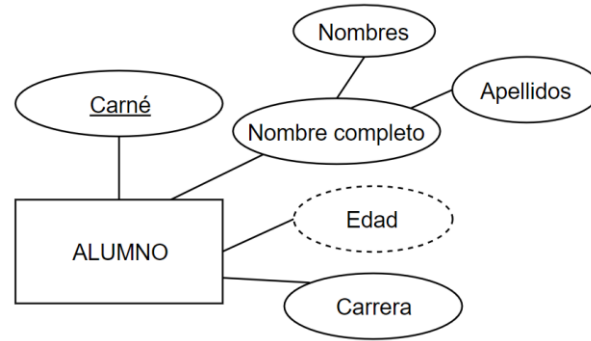 Nombres
Carné
Apellidos
Nombre completo
Edad
ALUMNO
Carrera